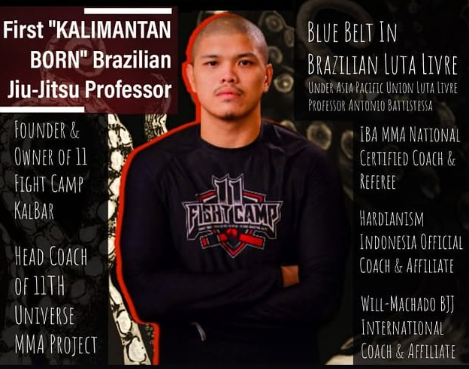 First "KALIMANTAN
BORN" Brazilian
Jiu-Jitsu Professor
Founder &
Owner of 11
Fight Camp
KalBar
Head Coach
of 11TH
Universe
MMA Project
11
FIGHT CAMP
Blue Belt In
Brazilian Luta Livre
Under Asia Pacific Union Luta Livre
Professor Antonio Battistessa
IBA MMA National
Certified Coach &
Referee
Hardianism
Indonesia Official
Coach & Affiliate
Will-Machado BJJ
International
Coach & Affiliate